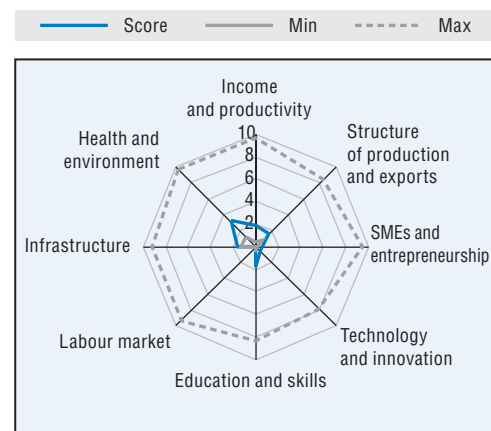 Score Min Max
Income
and productivity
10
8
6
4
2
Structure
of production
and exports
SMEs and
entrepreneurship
Technology
and innovation
Education and skills
Labour market
Infrastructure
Health and
environment